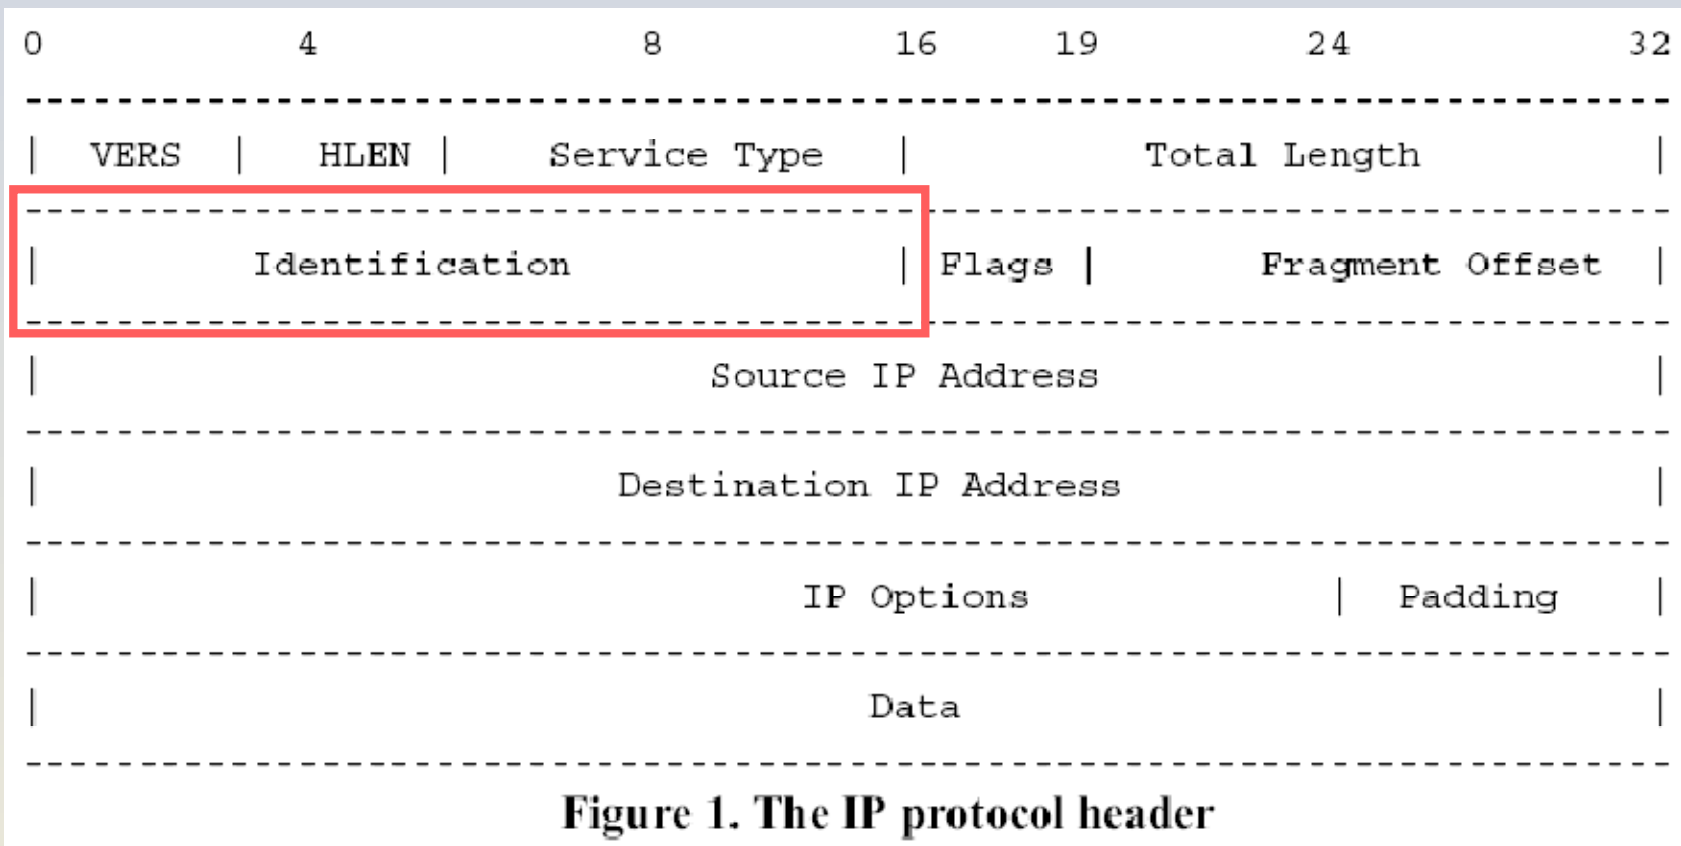 0 4 8 16 19 24 32
| VERS | HLEN | Service Type | Total Length |
| Identification | Flags | Fragment Offset |
| Source IP Address |
| Destination IP Address |
| IP Options | Padding |
| Data |
Figure 1. The IP protocol header